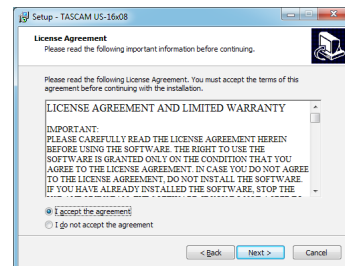 Setup - TASCAM US-16x08
License Agreement
Please read the following important information before continuing.
Please read the following License Agreement. You must accept the terms of this
agreement before continuing with the installation.
LICENSE AGREEMENT AND LIMITED WARRANTY
IMPORTANT:
PLEASE CAREFULLY READ THE LICENSE AGREEMENT HEREIN
BEFORE USING THE SOFTWARE. THE RIGHT TO USE THE
SOFTWARE IS GRANTED ONLY ON THE CONDITION THAT YOU
AGREE TO THE LICENSE AGREEMENT. IN CASE YOU DO NOT AGREE
TO THE LICENSE AGREEMENT, DO NOT INSTALL THE SOFTWARE.
IF YOU HAVE ALREADY INSTALLED THE SOFTWARE, STOP THE
I accept the agreement
I do not accept the agreement
< Back Next > Cancel